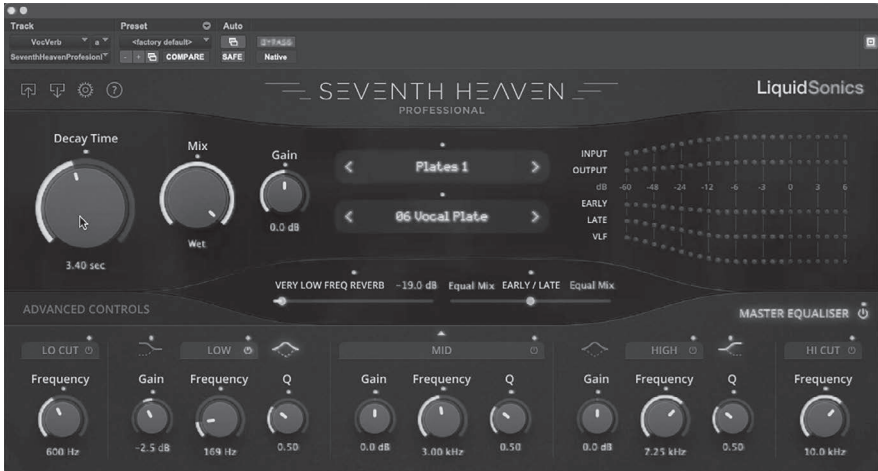 Track Preset Auto
VocVerb a <factory default> BYPASS
SeventhHeavenProfesionl - + COMPARE SAFE Native
SEVENTH HEAVEN
PROFESSIONAL
LiquidSonics
Decay Time
3.40 sec
Mix
Wet
Gain
0.0 dB
Plates 1
06 Vocal Plate
INPUT
OUTPUT
dB -60 -48 -24 -12 -6 -3 0 3 6
EARLY
LATE
VLF
VERY LOW FREQ REVERB -19.0 dB Equal Mix EARLY / LATE Equal Mix
ADVANCED CONTROLS
MASTER EQUALISER
LO CUT LOW MID HIGH HI CUT
Frequency Gain Frequency Q Gain Frequency Q Gain Frequency Q Frequency
600 Hz -2.5 dB 169 Hz 0.50 0.0 dB 3.00 kHz 0.50 0.0 dB 7.25 kHz 0.50 10.0 kHz